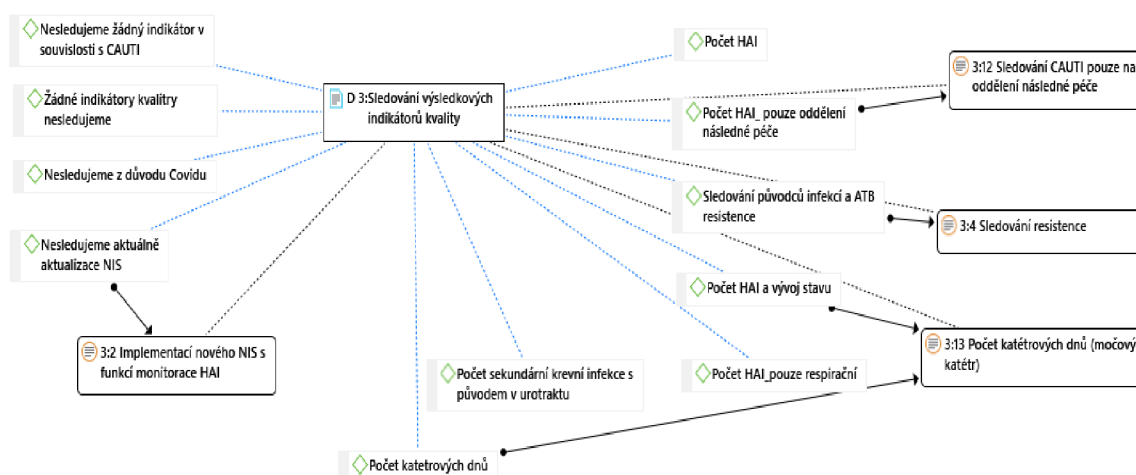 Nesledujeme žádný indikátor v
souvislosti s CAUTI
Počet HAI
3:12 Sledování CAUTI pouze na
oddělení následné péče
Žádné indikátory kvalitry
nesledujeme
D 3:Sledování výsledkových
indikátorů kvality
Počet HAI_ pouze oddělení
následné péče
Nesledujeme z důvodu Covidu
Sledování původců infekcí a ATB
resistence
3:4 Sledování resistence
Nesledujeme aktuálně
aktualizace NIS
Počet HAI a vývoj stavu
3:2 Implementací nového NIS s
funkcí monitorace HAI
3:13 Počet katétrových dnů (močový
katétr)
Počet sekundární krevní infekce s
původem v urotraktu
Počet HAI_pouze respirační
Počet katetrových dnů